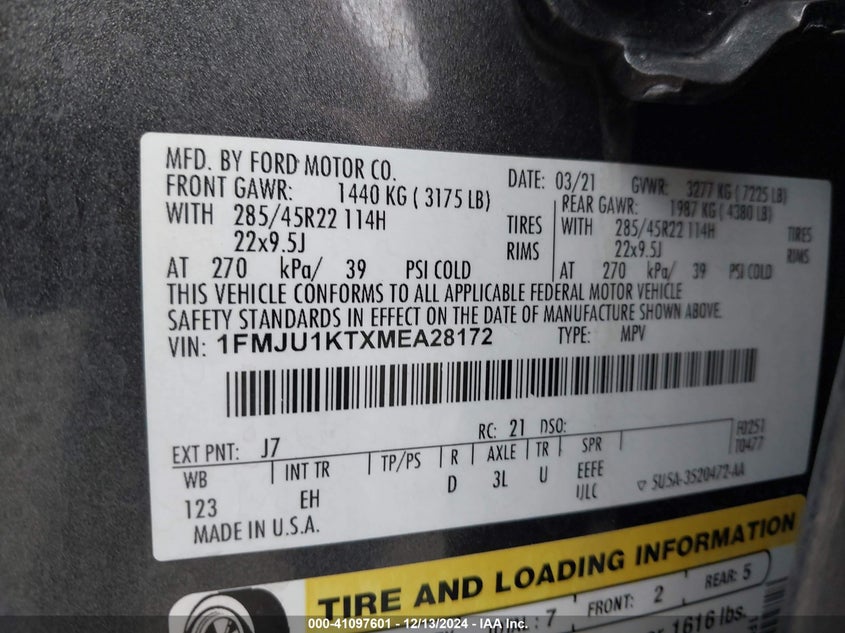 MFD. BY FORD MOTOR CO. DATE: 03/21 GVWR: 3277 KG ( 7225 LB)
FRONT GAWR: 1440 KG ( 3175 LB) REAR GAWR: 1987 KG ( 4380 LB)
WITH 285/45R22 114H TIRES WITH 285/45R22 114H TIRES
22x9.5J RIMS 22x9.5J RIMS
AT 270 kPa/ 39 PSI COLD AT 270 kPa/ 39 PSI COLD
THIS VEHICLE CONFORMS TO ALL APPLICABLE FEDERAL MOTOR VEHICLE
SAFETY STANDARDS IN EFFECT ON THE DATE OF MANUFACTURE SHOWN ABOVE.
VIN: 1FMJU1KTXMEA28172 TYPE: MPV
F0251
EXT PNT: J7 RC: 21 DSO: T0477
WB INT TR TP/PS R AXLE TR SPR
123 EH D 3L U EEFE
MADE IN U.S.A. SU5A-3520472-AA
TIRE AND LOADING INFORMATION
: 7 FRONT: 2 REAR: 5
1616 lbs.
000-41097601 - 12/13/2024 - IAA Inc.